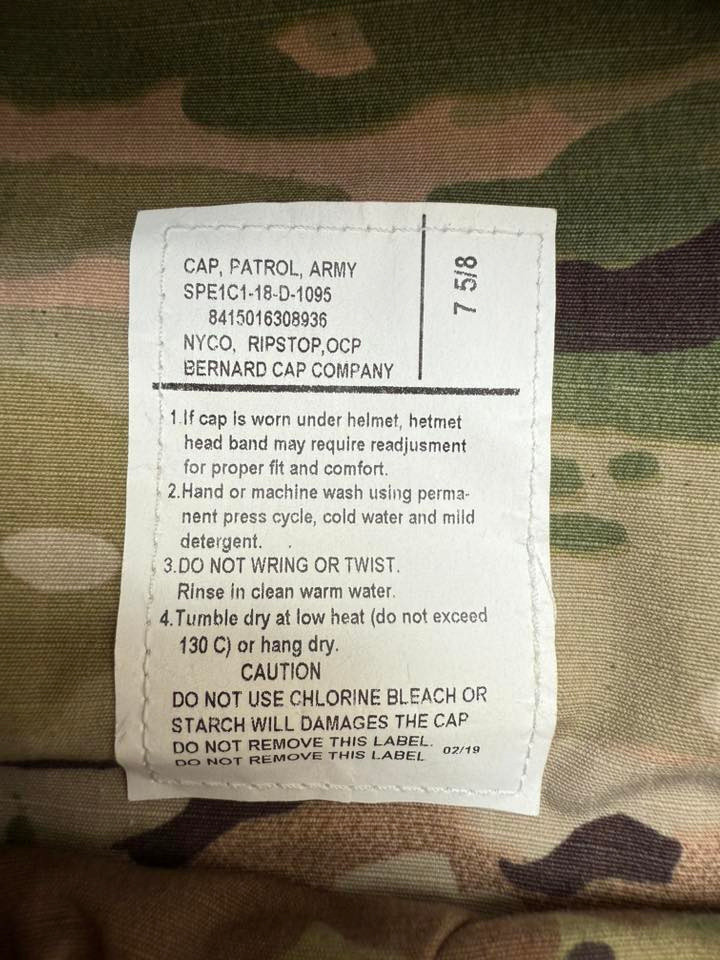 CAP, PATROL, ARMY
SPE1C1-18-D-1095
8415016308936
NYCO, RIPSTOP,OCP
BERNARD CAP COMPANY
7 5/8
1.If cap is worn under helmet, hetmet
head band may require readjusment
for proper fit and comfort.
2.Hand or machine wash using perma-
nent press cycle, cold water and mild
detergent.
3.DO NOT WRING OR TWIST.
Rinse in clean warm water.
4.Tumble dry at low heat (do not exceed
130 C) or hang dry.
CAUTION
DO NOT USE CHLORINE BLEACH OR
STARCH WILL DAMAGES THE CAP
DO NOT REMOVE THIS LABEL.
DO NOT REMOVE THIS LABEL
02/19